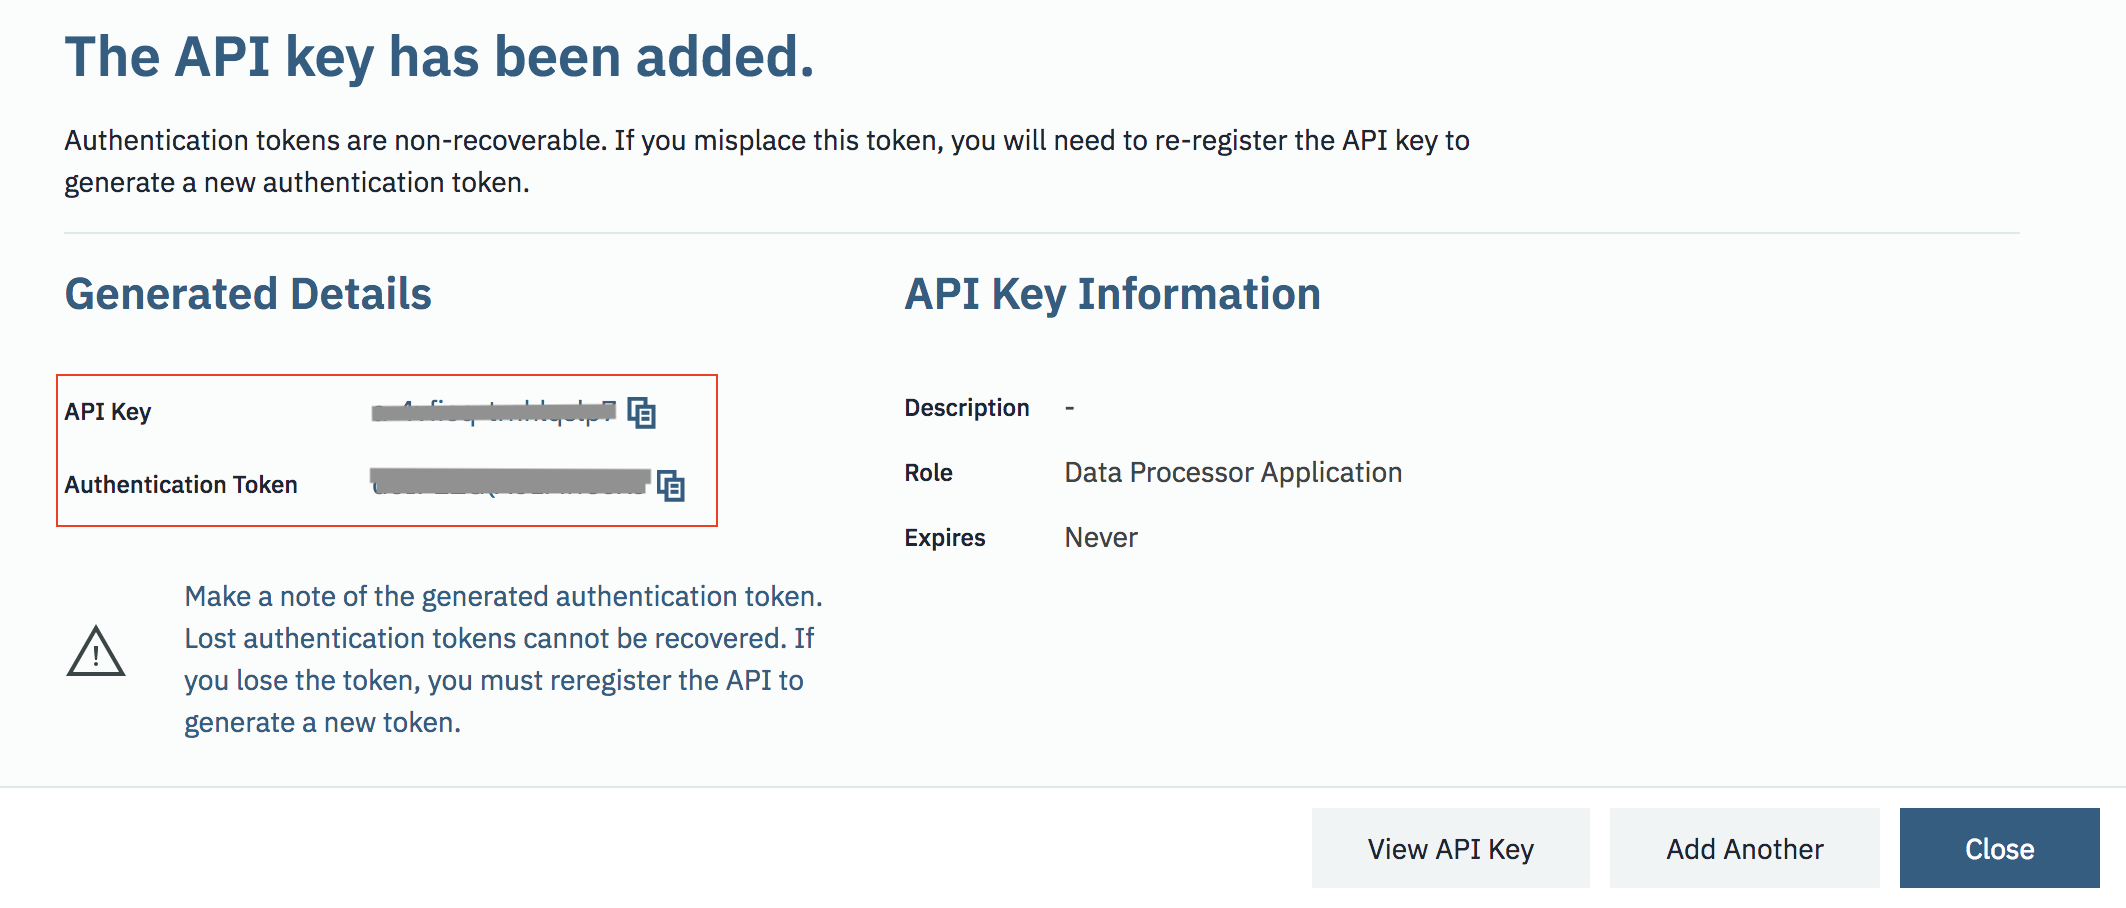 The API key has been added.
Authentication tokens are non-recoverable. If you misplace this token, you will need to re-register the API key to
generate a new authentication token.
Generated Details
API Key Information
API Key
Authentication Token
Description -
Role Data Processor Application
Expires Never
Make a note of the generated authentication token.
Lost authentication tokens cannot be recovered. If
you lose the token, you must reregister the API to
generate a new token.
View API Key
Add Another
Close